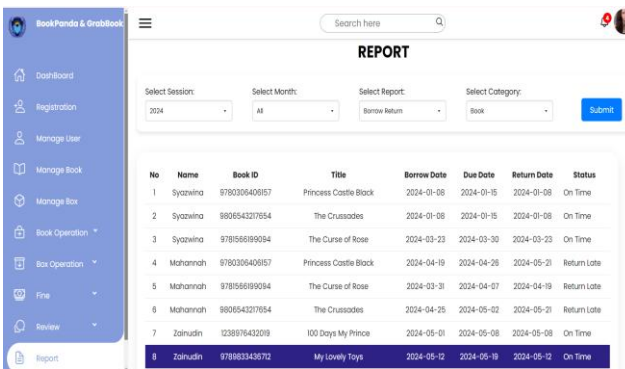 BookPanda & GrabBook
Search here
4
REPORT
DashBoard
Registration
Manage User
Manage Book
Manage Box
Book Operation
Box Operation
Fine
Review
Report
Select Session: Select Month: Select Report: Select Category:
2024 All Borrow Return Book Submit
No Name Book ID Title Borrow Date Due Date Return Date Status
1 Syazwina 9780306406157 Princess Castle Black 2024-01-08 2024-01-15 2024-01-08 On Time
2 Syazwina 9806543217654 The Crussades 2024-01-08 2024-01-15 2024-01-08 On Time
3 Syazwina 9781566199094 The Curse of Rose 2024-03-23 2024-03-30 2024-03-23 On Time
4 Mahannah 9780306406157 Princess Castle Black 2024-04-19 2024-04-26 2024-05-21 Return Late
5 Mahannah 9781566199094 The Curse of Rose 2024-03-31 2024-04-07 2024-04-19 Return Late
6 Mahannah 9806543217654 The Crussades 2024-04-25 2024-05-02 2024-05-21 Return Late
7 Zainudin 1238976432019 100 Days My Prince 2024-05-01 2024-05-08 2024-05-08 On Time
8 Zainudin 9789833436712 My Lovely Toys 2024-05-12 2024-05-19 2024-05-12 On Time